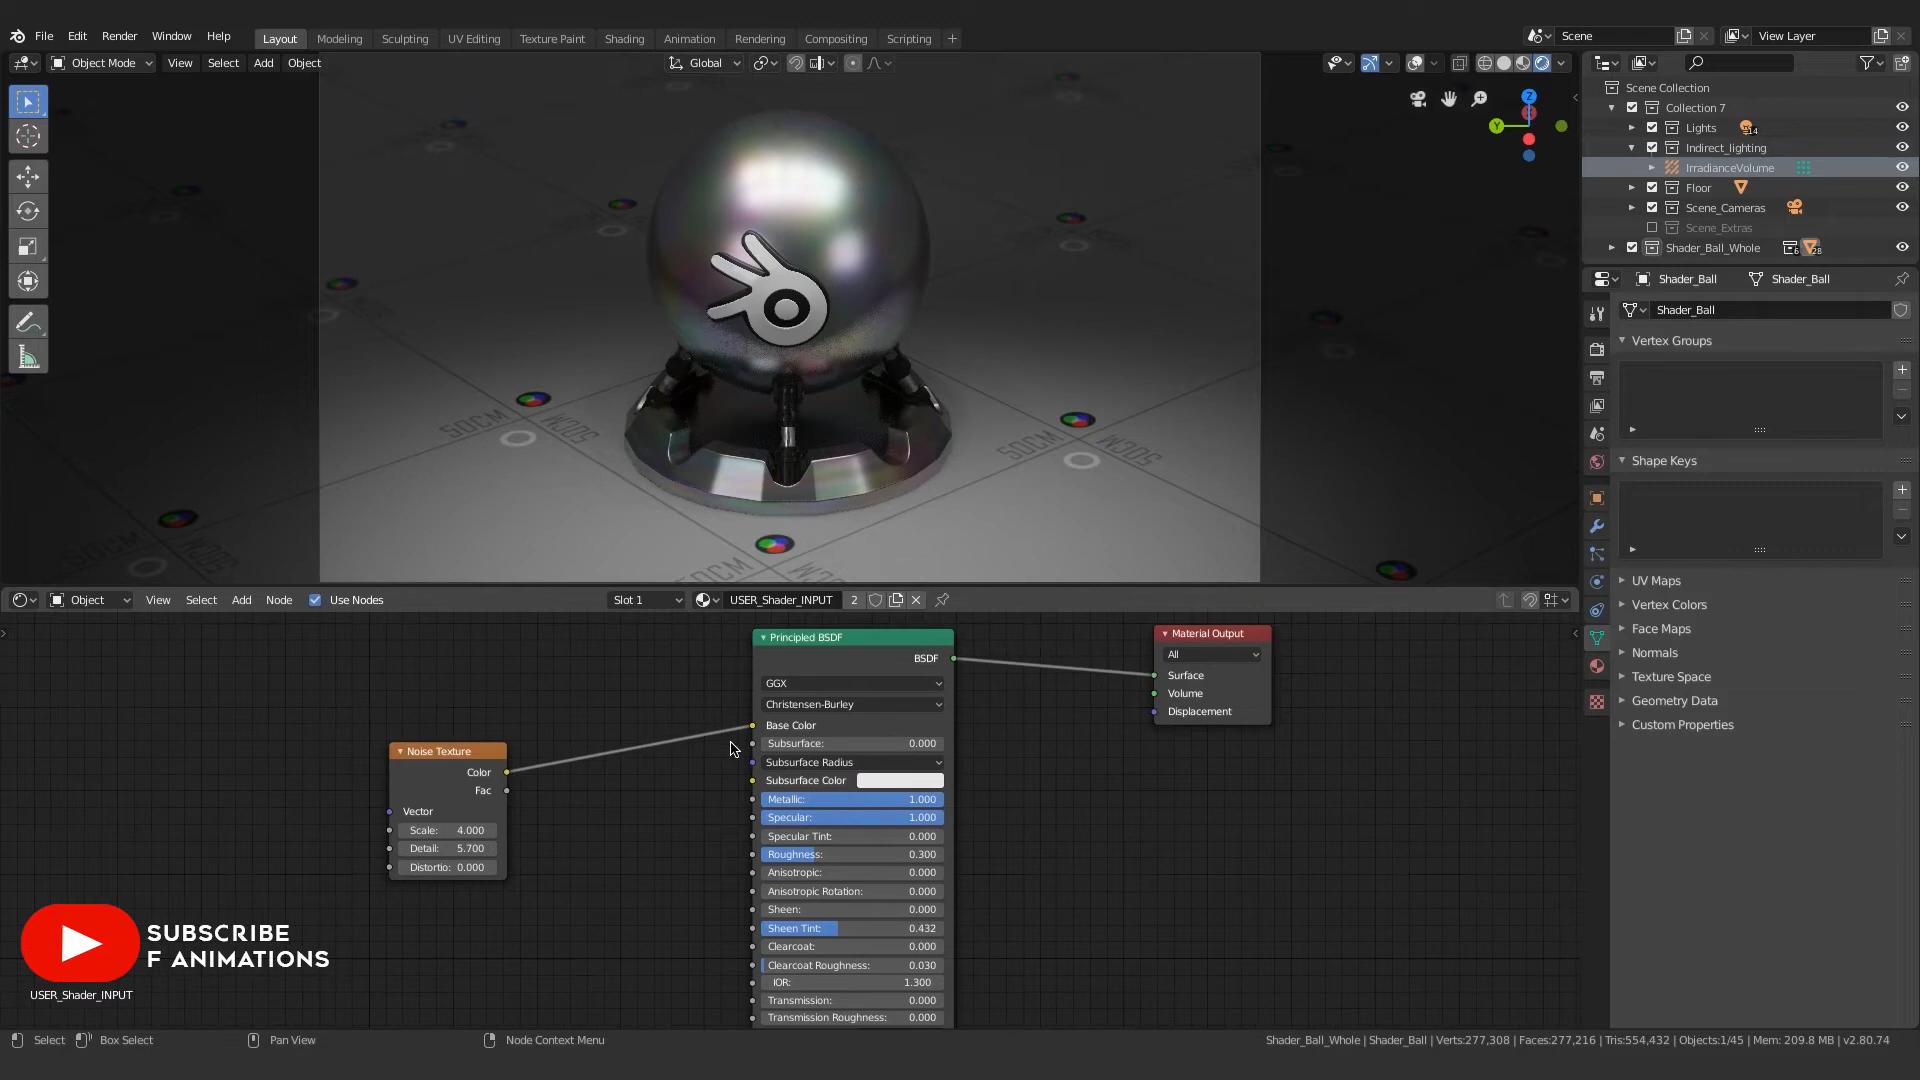 File Edit Render Window Help Layout Modeling Sculpting UV Editing Texture Paint Shading Animation Rendering Compositing Scripting + Scene View Layer
Object Mode View Select Add Object Global
Scene Collection
Collection 7
Lights 14
Indirect_lighting
IrradianceVolume
Floor
Scene_Cameras
Scene_Extras
Shader_Ball_Whole 6 28
Z
Y
50CM 50CM 50CM 50CM
Shader_Ball Shader_Ball
Shader_Ball
Vertex Groups
Shape Keys
UV Maps
Vertex Colors
Face Maps
Normals
Texture Space
Geometry Data
Custom Properties
Object View Select Add Node Use Nodes Slot 1 USER_Shader_INPUT 2
Noise Texture
Color
Fac
Vector
Scale: 4.000
Detail: 5.700
Distortio: 0.000
Principled BSDF
BSDF
GGX
Christensen-Burley
Base Color
Subsurface: 0.000
Subsurface Radius
Subsurface Color
Metallic: 1.000
Specular: 1.000
Specular Tint: 0.000
Roughness: 0.300
Anisotropic: 0.000
Anisotropic Rotation: 0.000
Sheen: 0.000
Sheen Tint: 0.432
Clearcoat: 0.000
Clearcoat Roughness: 0.030
IOR: 1.300
Transmission: 0.000
Transmission Roughness: 0.000
Material Output
All
Surface
Volume
Displacement
SUBSCRIBE
F ANIMATIONS
USER_Shader_INPUT
Select Box Select Pan View Node Context Menu Shader_Ball_Whole | Shader_Ball | Verts:277,308 | Faces:277,216 | Tris:554,432 | Objects:1/45 | Mem: 209.8 MB | v2.80.74